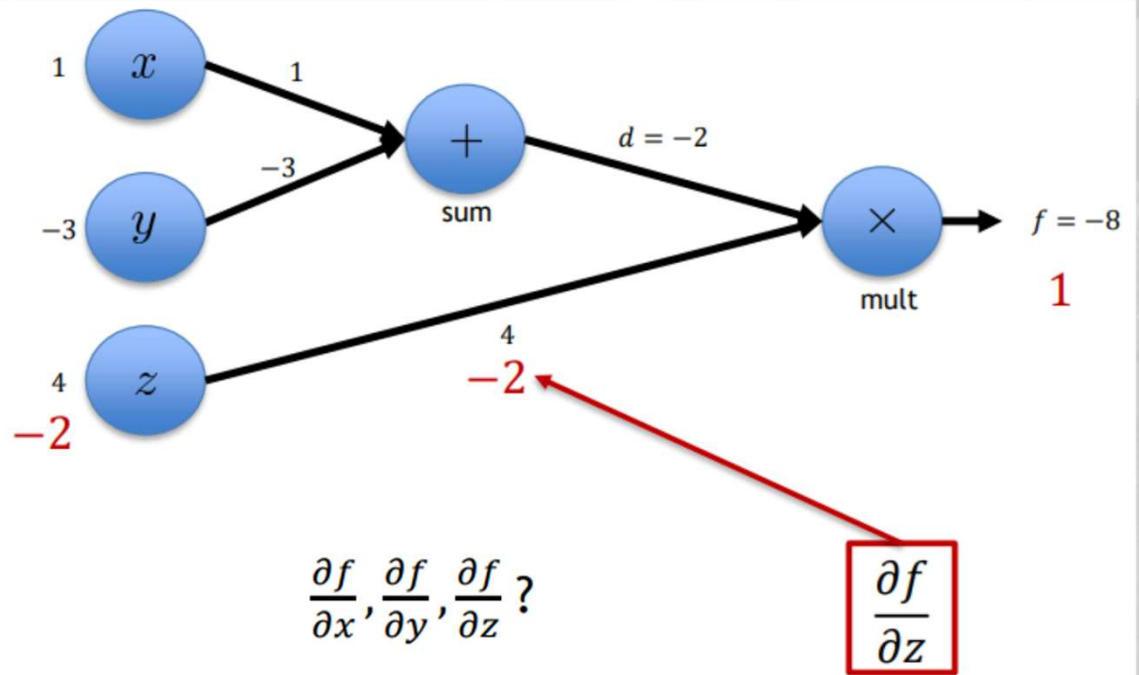 1 x 1
+ sum
d = −2
−3 y −3
× mult
f = −8
1
4 z 4
−2 −2
∂f/∂x, ∂f/∂y, ∂f/∂z ?
∂f/∂z